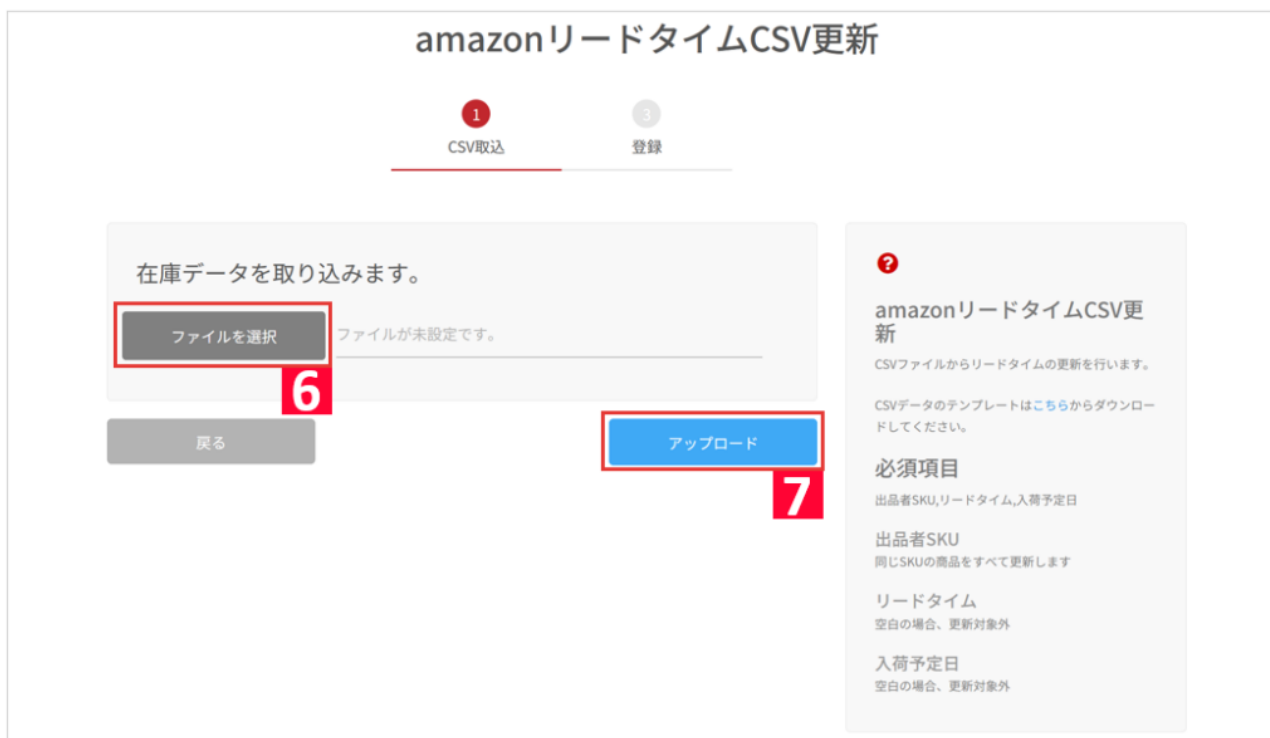 amazonリードタイムCSV更新
1
3
CSV取込
登録
在庫データを取り込みます。
ファイルを選択
ファイルが未設定です。
6
戻る
アップロード
7
?
amazonリードタイムCSV更
新
CSVファイルからリードタイムの更新を行います。
CSVデータのテンプレートはこちらからダウンロー
ドしてください。
必須項目
出品者SKU,リードタイム,入荷予定日
出品者SKU
同じSKUの商品をすべて更新します
リードタイム
空白の場合、更新対象外
入荷予定日
空白の場合、更新対象外